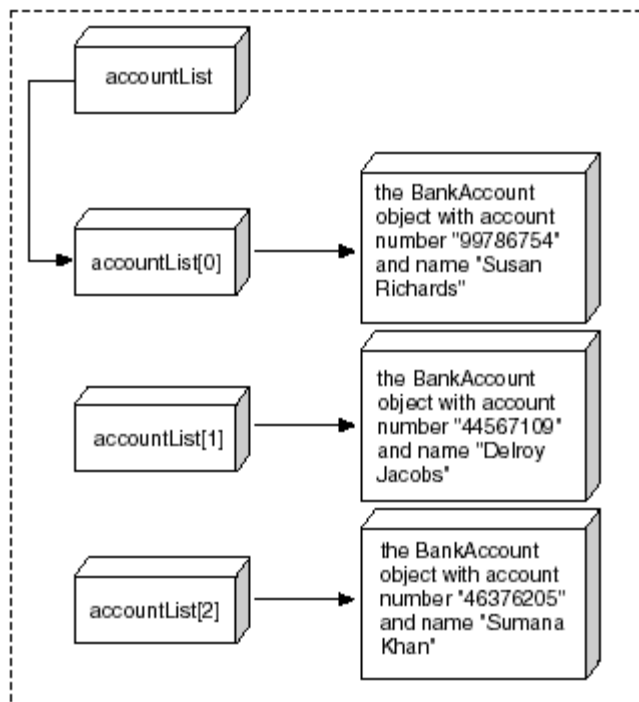 accountList
accountList[0]
the BankAccount
object with account
number "99786754"
and name "Susan
Richards"
accountList[1]
the BankAccount
object with account
number "44567109"
and name "Delroy
Jacobs"
accountList[2]
the BankAccount
object with account
number "46376205"
and name "Sumana
Khan"